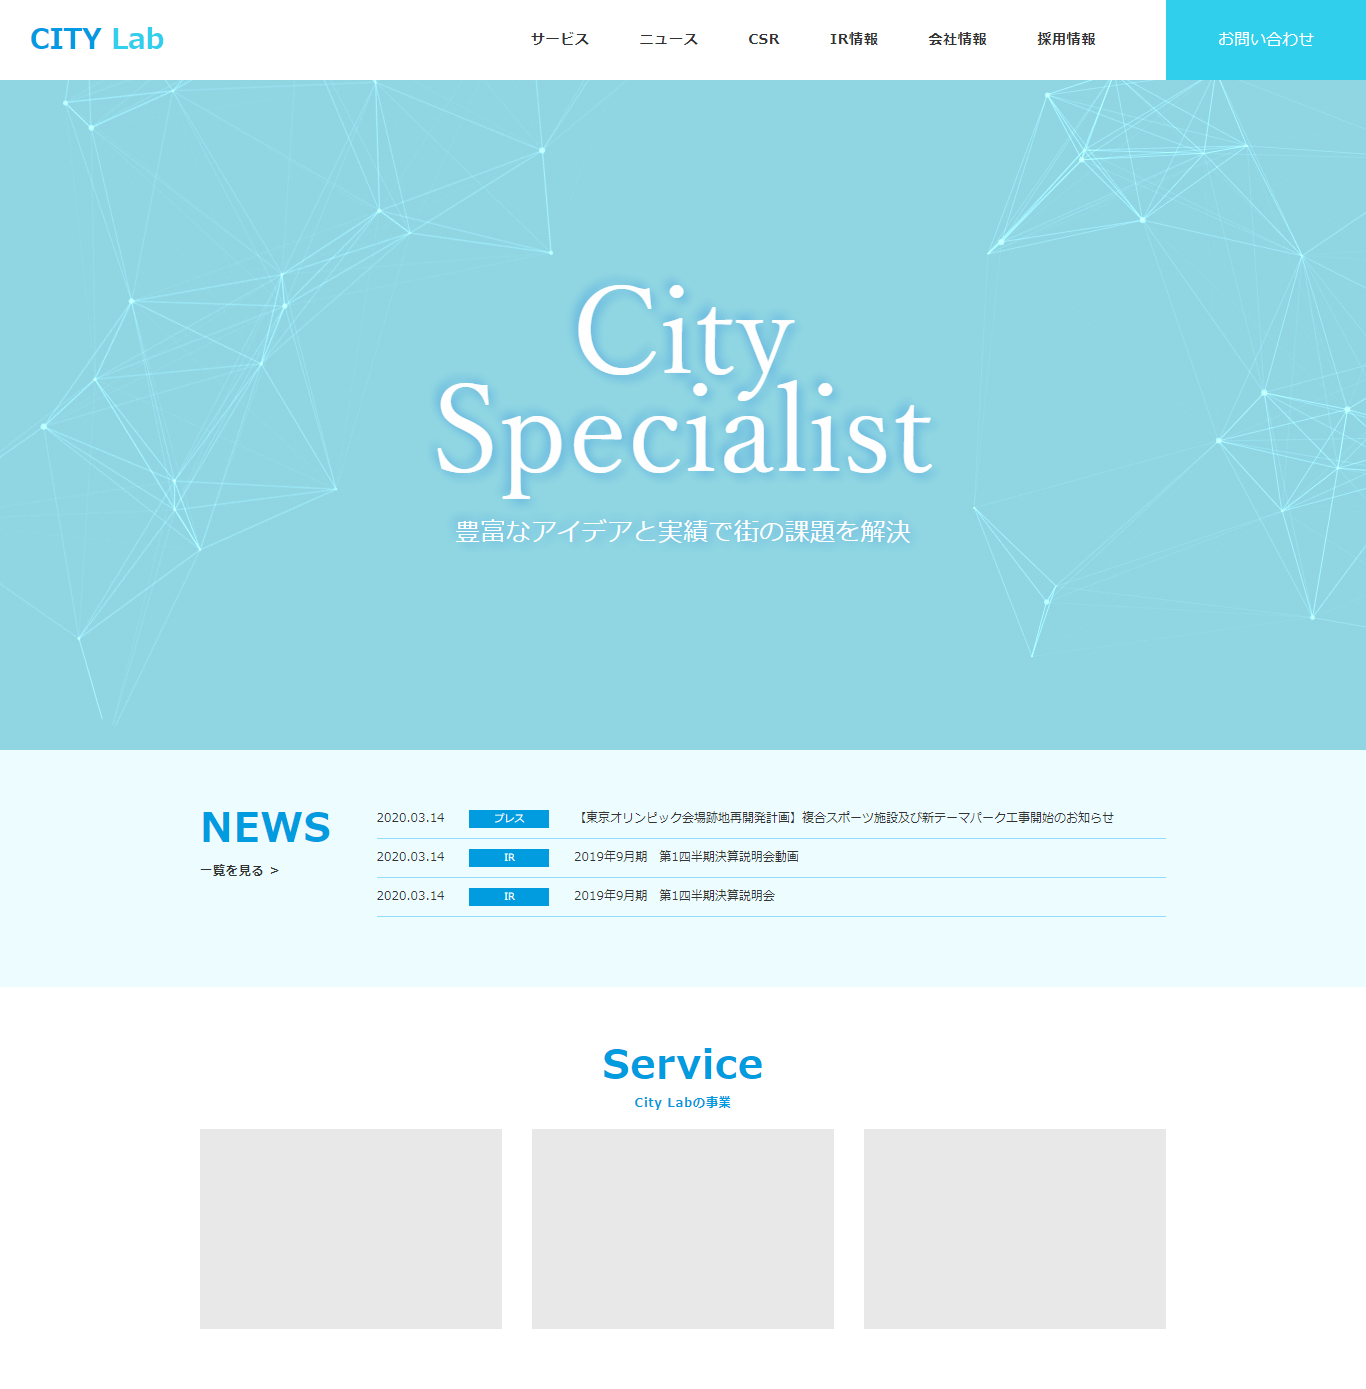 CITY Lab
サービス ニュース CSR IR情報 会社情報 採用情報 お問い合わせ
City
Specialist
豊富なアイデアと実績で街の課題を解決
NEWS
一覧を見る >
2020.03.14 プレス 【東京オリンピック会場跡地再開発計画】複合スポーツ施設及び新テーマパーク工事開始のお知らせ
2020.03.14 IR 2019年9月期　第1四半期決算説明会動画
2020.03.14 IR 2019年9月期　第1四半期決算説明会
Service
City Labの事業